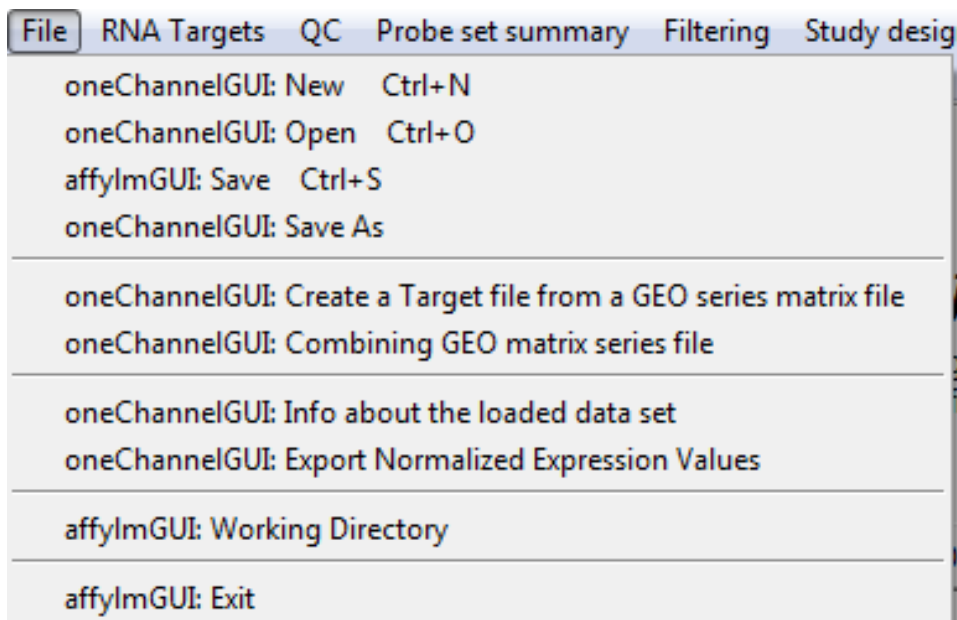 File RNA Targets QC Probe set summary Filtering Study desig
oneChannelGUI: New Ctrl+N
oneChannelGUI: Open Ctrl+O
affylmGUI: Save Ctrl+S
oneChannelGUI: Save As
oneChannelGUI: Create a Target file from a GEO series matrix file
oneChannelGUI: Combining GEO matrix series file
oneChannelGUI: Info about the loaded data set
oneChannelGUI: Export Normalized Expression Values
affylmGUI: Working Directory
affylmGUI: Exit